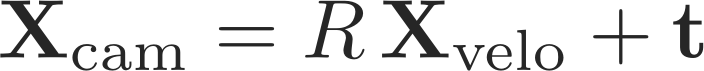 X_cam = R X_velo + t